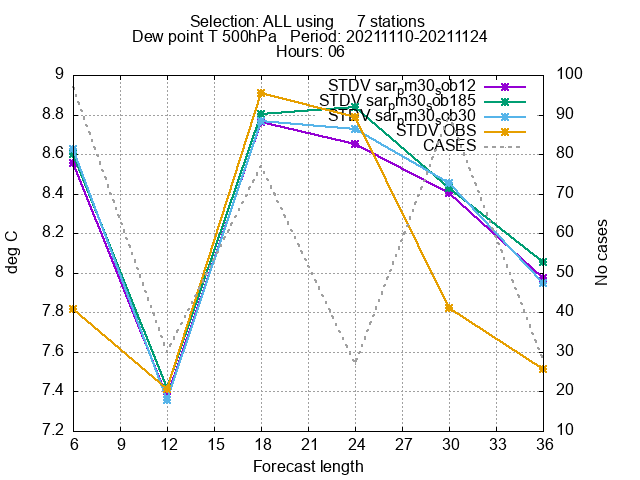 Selection: ALL using     7 stations
Dew point T 500hPa   Period: 20211110-20211124
Hours: 06
STDV sar_pm30_sob12
STDV sar_pm30_sob185
STDV sar_pm30_sob30
STDV OBS
CASES
9
8.8
8.6
8.4
8.2
8
7.8
7.6
7.4
7.2
deg C
100
90
80
70
60
50
40
30
20
10
No cases
6 9 12 15 18 21 24 27 30 33 36
Forecast length